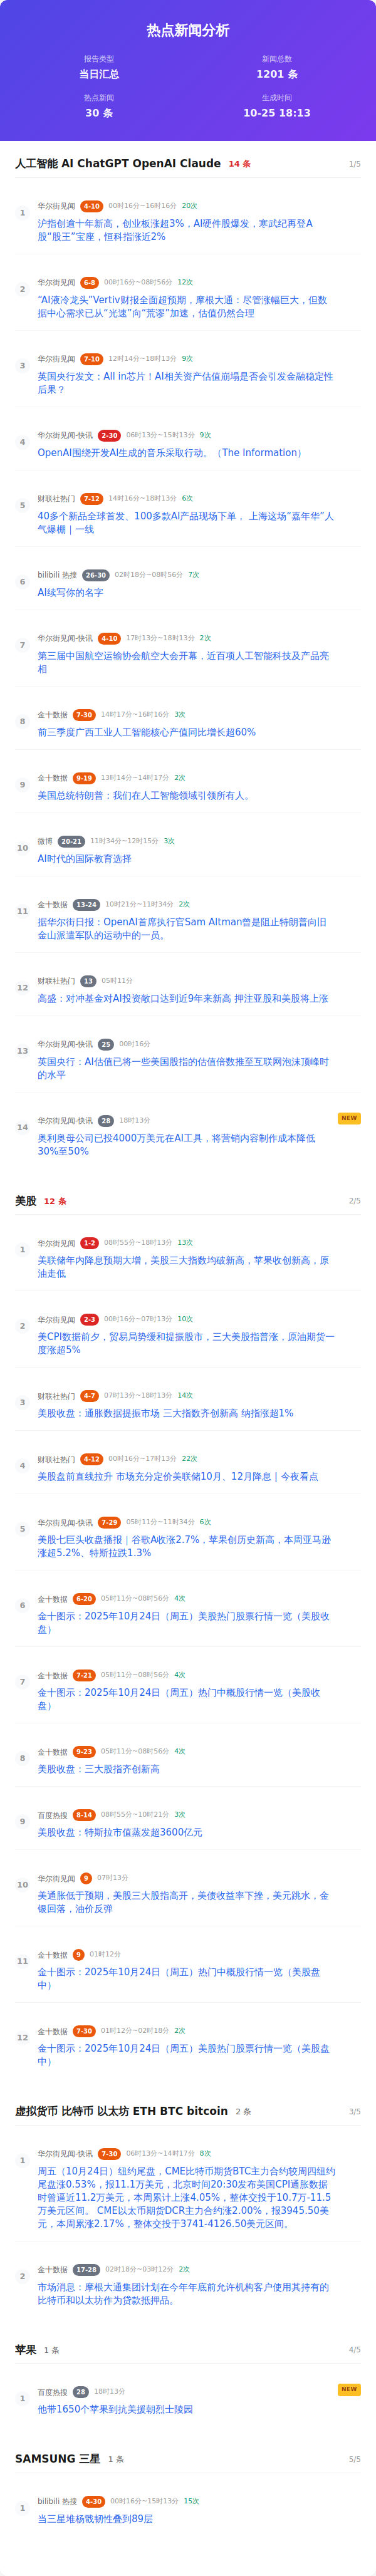 热点新闻分析
报告类型 新闻总数
当日汇总 1201 条
热点新闻 生成时间
30 条 10-25 18:13
人工智能 AI ChatGPT OpenAI Claude 14 条 1/5
1 华尔街见闻 4-10 00时16分~16时16分 20次
沪指创逾十年新高，创业板涨超3%，AI硬件股爆发，寒武纪再登A
股“股王”宝座，恒科指涨近2%
2 华尔街见闻 6-8 00时16分~08时56分 12次
“AI液冷龙头”Vertiv财报全面超预期，摩根大通：尽管涨幅巨大，但数
据中心需求已从“光速”向“荒谬”加速，估值仍然合理
3 华尔街见闻 7-10 12时14分~18时13分 9次
英国央行发文：All in芯片！AI相关资产估值崩塌是否会引发金融稳定性
后果？
4 华尔街见闻-快讯 2-30 06时13分~15时13分 9次
OpenAI围绕开发AI生成的音乐采取行动。（The Information）
5 财联社热门 7-12 14时16分~18时13分 6次
40多个新品全球首发、100多款AI产品现场下单， 上海这场“嘉年华”人
气爆棚｜一线
6 bilibili 热搜 26-30 02时18分~08时56分 7次
AI续写你的名字
7 华尔街见闻-快讯 4-10 17时13分~18时13分 2次
第三届中国航空运输协会航空大会开幕，近百项人工智能科技及产品亮
相
8 金十数据 7-30 14时17分~16时16分 3次
前三季度广西工业人工智能核心产值同比增长超60%
9 金十数据 9-19 13时14分~14时17分 2次
美国总统特朗普：我们在人工智能领域引领所有人。
10 微博 20-21 11时34分~12时15分 3次
AI时代的国际教育选择
11 金十数据 13-24 10时21分~11时34分 2次
据华尔街日报：OpenAI首席执行官Sam Altman曾是阻止特朗普向旧
金山派遣军队的运动中的一员。
12 财联社热门 13 05时11分
高盛：对冲基金对AI投资敞口达到近9年来新高 押注亚股和美股将上涨
13 华尔街见闻-快讯 25 00时16分
英国央行：AI估值已将一些美国股指的估值倍数推至互联网泡沫顶峰时
的水平
14 华尔街见闻-快讯 28 18时13分 NEW
奥利奥母公司已投4000万美元在AI工具，将营销内容制作成本降低
30%至50%
美股 12 条 2/5
1 华尔街见闻 1-2 08时55分~18时13分 13次
美联储年内降息预期大增，美股三大指数均破新高，苹果收创新高，原
油走低
2 华尔街见闻 2-3 00时16分~07时13分 10次
美CPI数据前夕，贸易局势缓和提振股市，三大美股指普涨，原油期货一
度涨超5%
3 财联社热门 4-7 07时13分~18时13分 14次
美股收盘：通胀数据提振市场 三大指数齐创新高 纳指涨超1%
4 财联社热门 4-12 00时16分~17时13分 22次
美股盘前直线拉升 市场充分定价美联储10月、12月降息 | 今夜看点
5 华尔街见闻-快讯 7-29 05时11分~11时34分 6次
美股七巨头收盘播报｜谷歌A收涨2.7%，苹果创历史新高，本周亚马逊
涨超5.2%、特斯拉跌1.3%
6 金十数据 6-20 05时11分~08时56分 4次
金十图示：2025年10月24日（周五）美股热门股票行情一览（美股收
盘）
7 金十数据 7-21 05时11分~08时56分 4次
金十图示：2025年10月24日（周五）热门中概股行情一览（美股收
盘）
8 金十数据 9-23 05时11分~08时56分 4次
美股收盘：三大股指齐创新高
9 百度热搜 8-14 08时55分~10时21分 3次
美股收盘：特斯拉市值蒸发超3600亿元
10 华尔街见闻 9 07时13分
美通胀低于预期，美股三大股指高开，美债收益率下挫，美元跳水，金
银回落，油价反弹
11 金十数据 9 01时12分
金十图示：2025年10月24日（周五）热门中概股行情一览（美股盘
中）
12 金十数据 7-30 01时12分~02时18分 2次
金十图示：2025年10月24日（周五）美股热门股票行情一览（美股盘
中）
虚拟货币 比特币 以太坊 ETH BTC bitcoin 2 条 3/5
1 华尔街见闻-快讯 7-30 06时13分~14时17分 8次
周五（10月24日）纽约尾盘，CME比特币期货BTC主力合约较周四纽约
尾盘涨0.53%，报11.1万美元，北京时间20:30发布美国CPI通胀数据
时曾逼近11.2万美元，本周累计上涨4.05%，整体交投于10.7万-11.5
万美元区间。 CME以太币期货DCR主力合约涨2.00%，报3945.50美
元，本周累涨2.17%，整体交投于3741-4126.50美元区间。
2 金十数据 17-28 02时18分~03时12分 2次
市场消息：摩根大通集团计划在今年年底前允许机构客户使用其持有的
比特币和以太坊作为贷款抵押品。
苹果 1 条 4/5
1 百度热搜 28 18时13分 NEW
他带1650个苹果到抗美援朝烈士陵园
SAMSUNG 三星 1 条 5/5
1 bilibili 热搜 4-30 00时16分~15时13分 15次
当三星堆杨戬韧性叠到89层